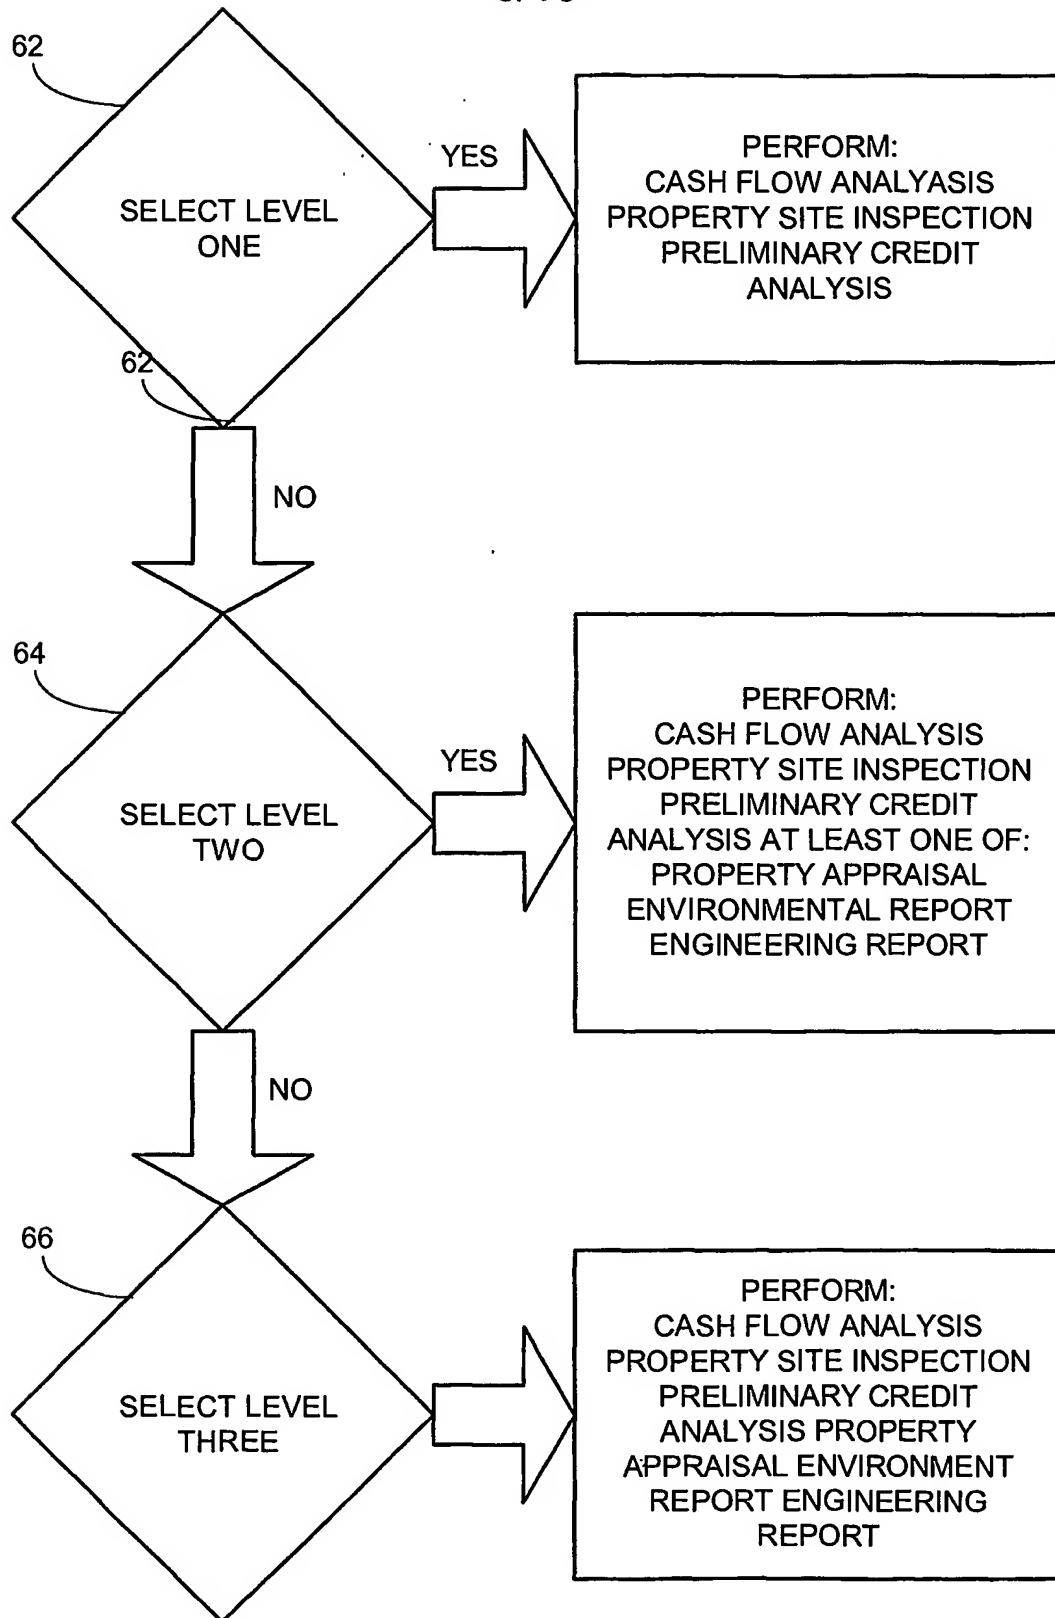 62
SELECT LEVEL
ONE
YES
PERFORM:
CASH FLOW ANALYASIS
PROPERTY SITE INSPECTION
PRELIMINARY CREDIT
ANALYSIS
62
NO
64
SELECT LEVEL
TWO
YES
PERFORM:
CASH FLOW ANALYSIS
PROPERTY SITE INSPECTION
PRELIMINARY CREDIT
ANALYSIS AT LEAST ONE OF:
PROPERTY APPRAISAL
ENVIRONMENTAL REPORT
ENGINEERING REPORT
NO
66
SELECT LEVEL
THREE
PERFORM:
CASH FLOW ANALYSIS
PROPERTY SITE INSPECTION
PRELIMINARY CREDIT
ANALYSIS PROPERTY
APPRAISAL ENVIRONMENT
REPORT ENGINEERING
REPORT